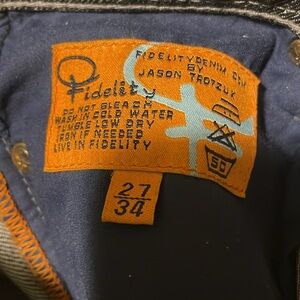 Fidelity
DO NOT BLEACH
WASH IN COLD WATER
TUMBLE LOW DRY
IRON IF NEEDED
LIVE IN FIDELITY
FIDELITYDENIM.COM
BY
JASON TROTZUK
50
27
34